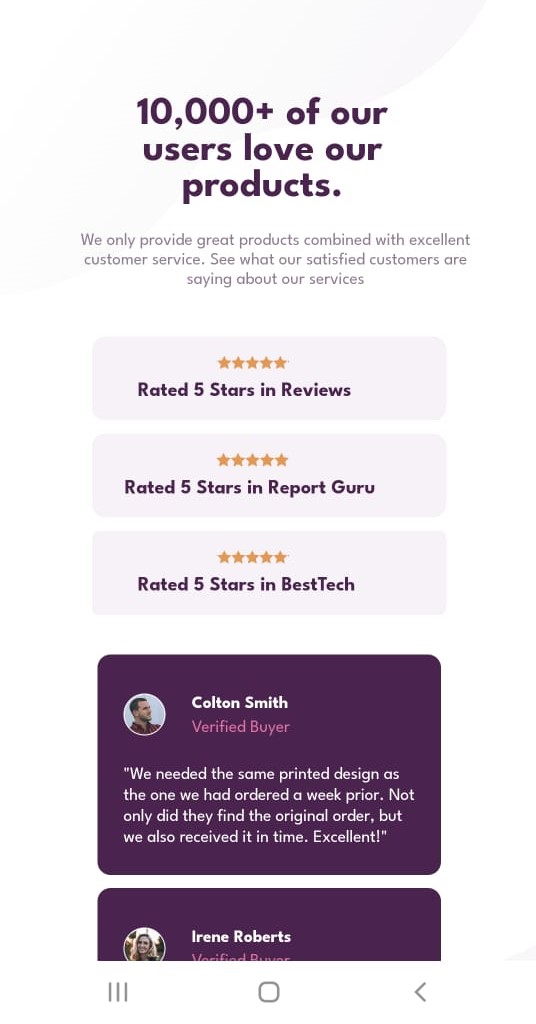 10,000+ of our
users love our
products.
We only provide great products combined with excellent
customer service. See what our satisfied customers are
saying about our services
Rated 5 Stars in Reviews
Rated 5 Stars in Report Guru
Rated 5 Stars in BestTech
Colton Smith
Verified Buyer
"We needed the same printed design as
the one we had ordered a week prior. Not
only did they find the original order, but
we also received it in time. Excellent!"
Irene Roberts
Verified Buyer